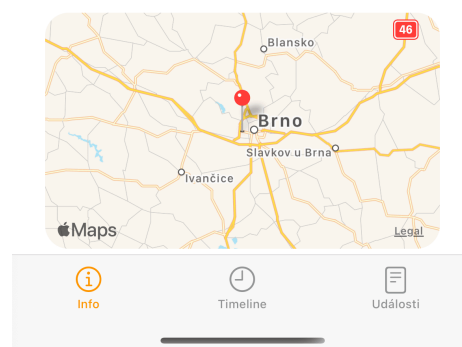 46
Blansko
Brno
Slavkov u Brna
Ivančice
Maps
Legal
Info
Timeline
Události